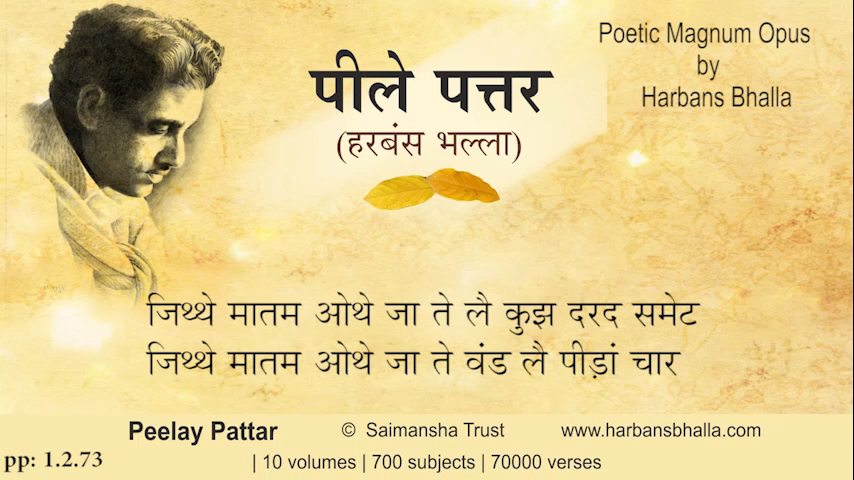 पीले पत्तर
(हरबंस भल्ला)
Poetic Magnum Opus
by
Harbans Bhalla
जिथ्थे मातम ओथे जा ते लै कुझ दरद समेट
जिथ्थे मातम ओथे जा ते वंड लै पीड़ां चार
Peelay Pattar © Saimansha Trust www.harbansbhalla.com
pp: 1.2.73
| 10 volumes | 700 subjects | 70000 verses